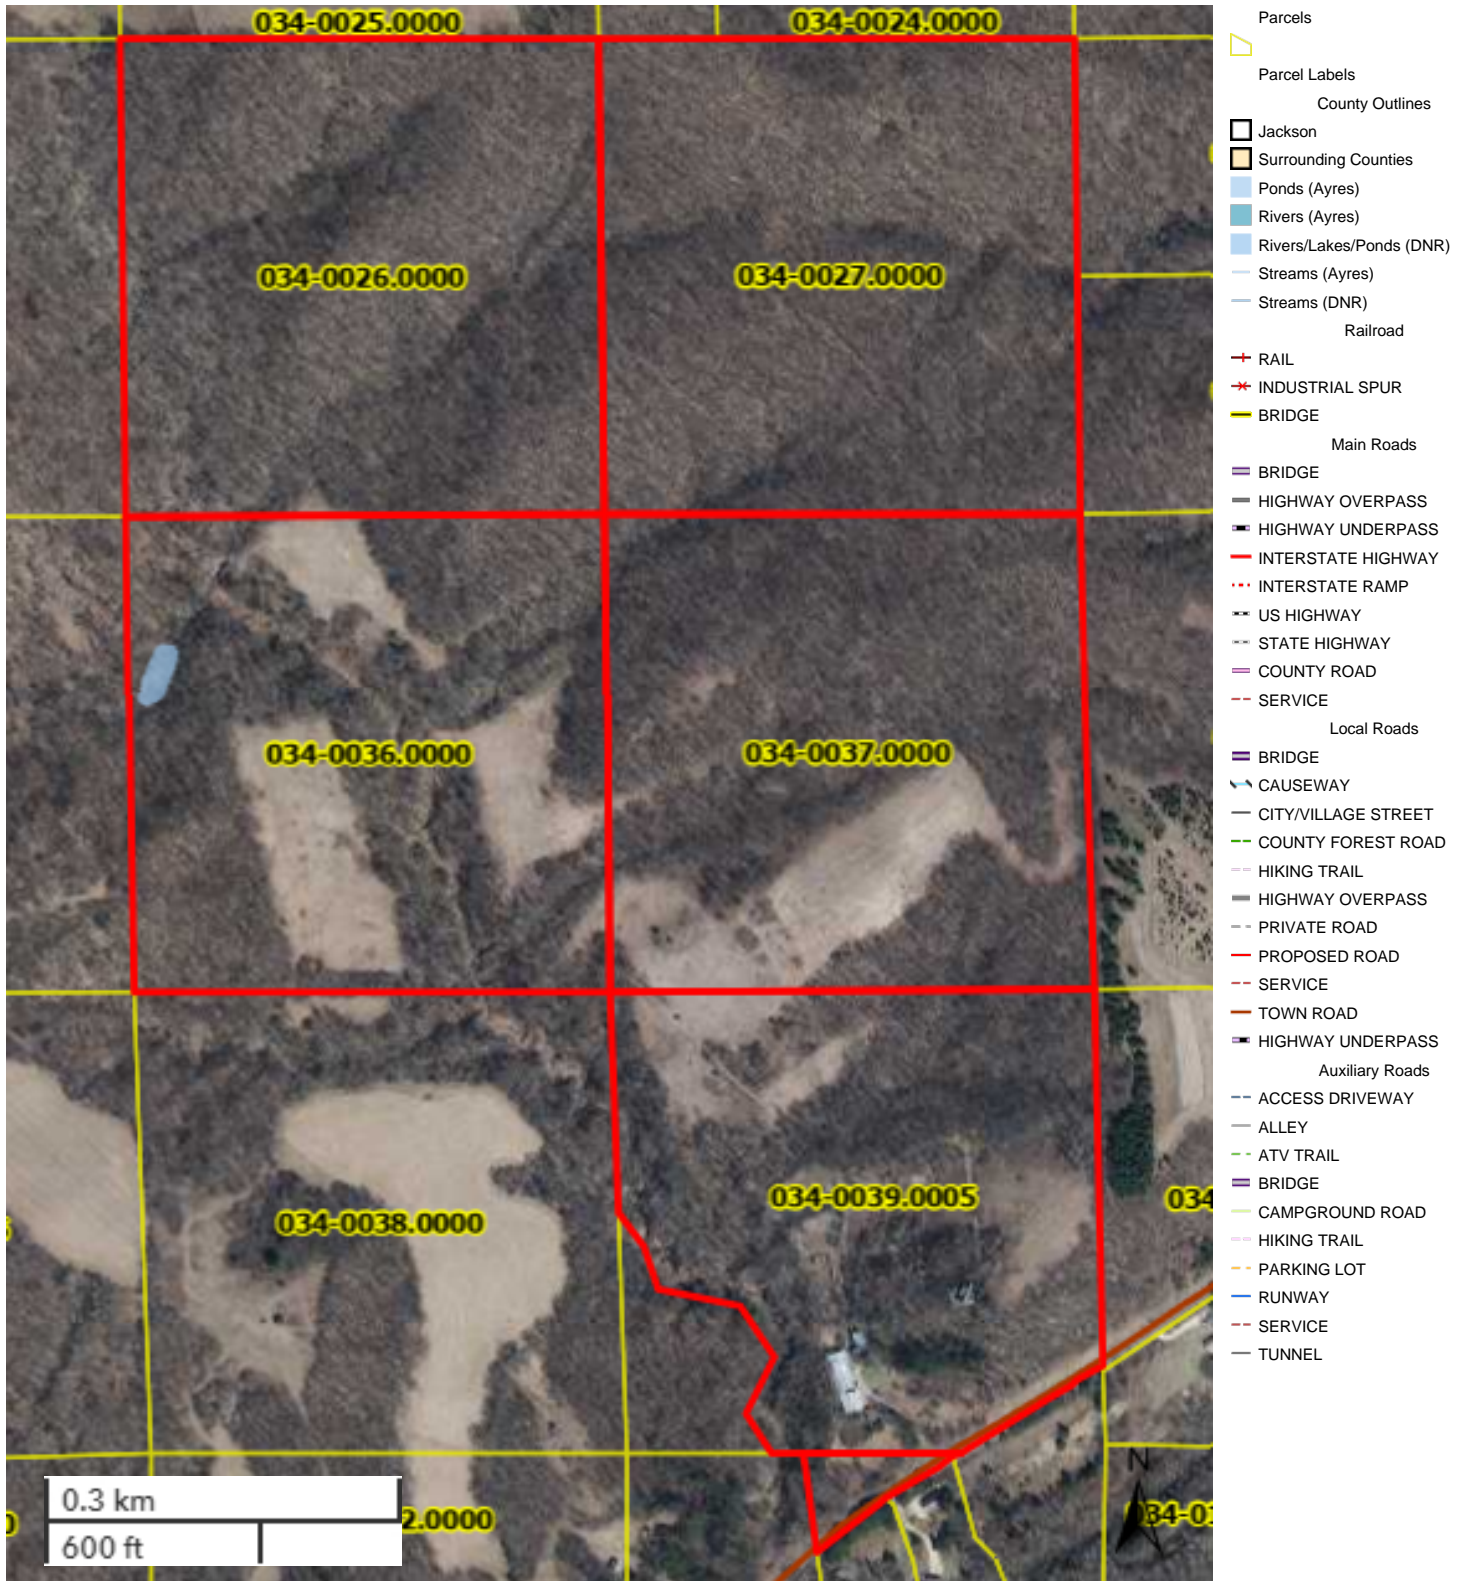 034-0025.0000
034-0024.0000
034-0026.0000
034-0027.0000
034-0036.0000
034-0037.0000
034-0038.0000
034-0039.0005
034
2.0000
034-01
N
0.3 km
600 ft
Parcels
Parcel Labels
County Outlines
Jackson
Surrounding Counties
Ponds (Ayres)
Rivers (Ayres)
Rivers/Lakes/Ponds (DNR)
Streams (Ayres)
Streams (DNR)
Railroad
RAIL
INDUSTRIAL SPUR
BRIDGE
Main Roads
BRIDGE
HIGHWAY OVERPASS
HIGHWAY UNDERPASS
INTERSTATE HIGHWAY
INTERSTATE RAMP
US HIGHWAY
STATE HIGHWAY
COUNTY ROAD
SERVICE
Local Roads
BRIDGE
CAUSEWAY
CITY/VILLAGE STREET
COUNTY FOREST ROAD
HIKING TRAIL
HIGHWAY OVERPASS
PRIVATE ROAD
PROPOSED ROAD
SERVICE
TOWN ROAD
HIGHWAY UNDERPASS
Auxiliary Roads
ACCESS DRIVEWAY
ALLEY
ATV TRAIL
BRIDGE
CAMPGROUND ROAD
HIKING TRAIL
PARKING LOT
RUNWAY
SERVICE
TUNNEL